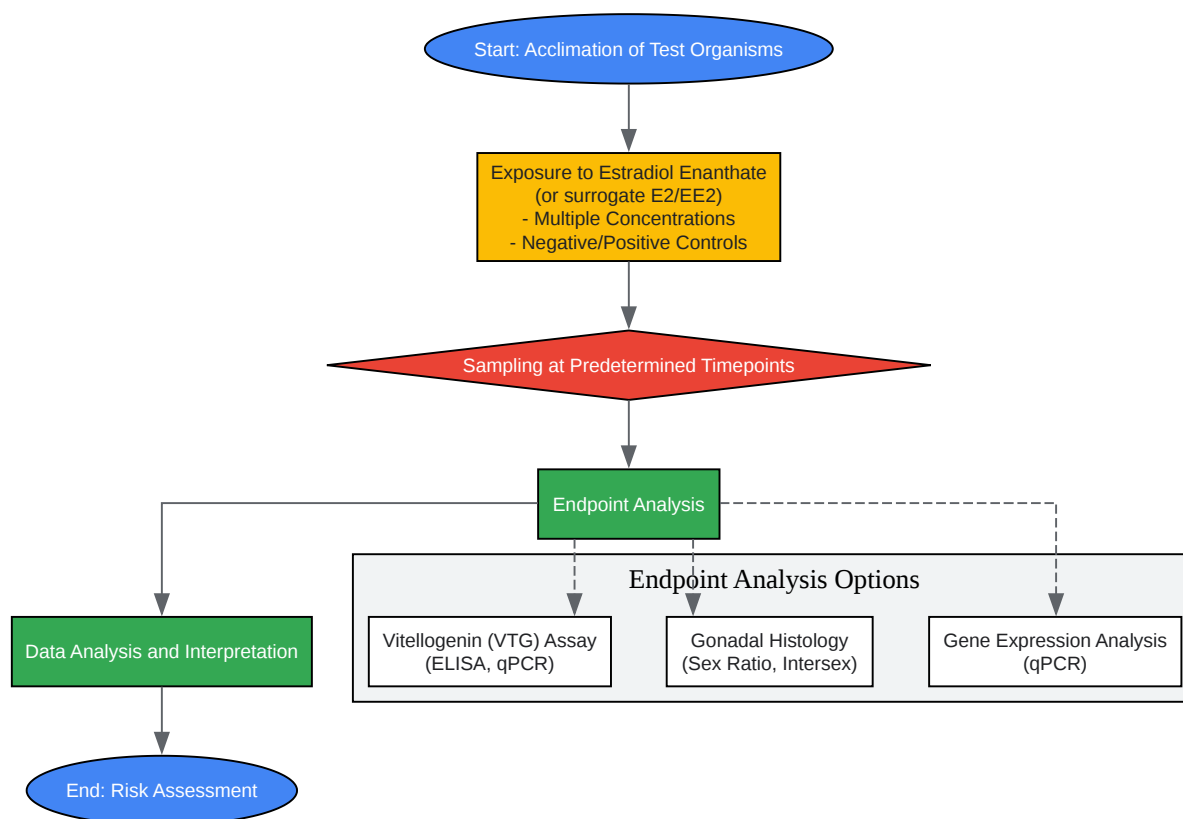 Start: Acclimation of Test Organisms
Exposure to Estradiol Enanthate
(or surrogate E2/EE2)
- Multiple Concentrations
- Negative/Positive Controls
Sampling at Predetermined Timepoints
Endpoint Analysis
Endpoint Analysis Options
Data Analysis and Interpretation
Vitellogenin (VTG) Assay
(ELISA, qPCR)
Gonadal Histology
(Sex Ratio, Intersex)
Gene Expression Analysis
(qPCR)
End: Risk Assessment